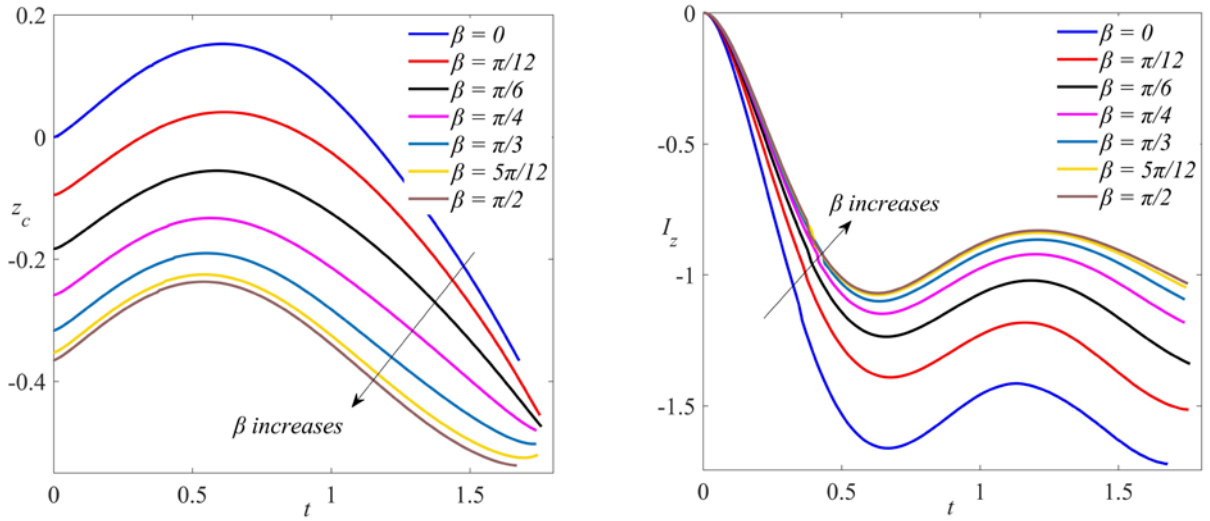 0.2
0
-0.2
-0.4
z_c
0
0.5
1
1.5
t
β = 0
β = π/12
β = π/6
β = π/4
β = π/3
β = 5π/12
β = π/2
β increases
0
-0.5
-1
-1.5
I_z
0
0.5
1
1.5
t
β = 0
β = π/12
β = π/6
β = π/4
β = π/3
β = 5π/12
β = π/2
β increases